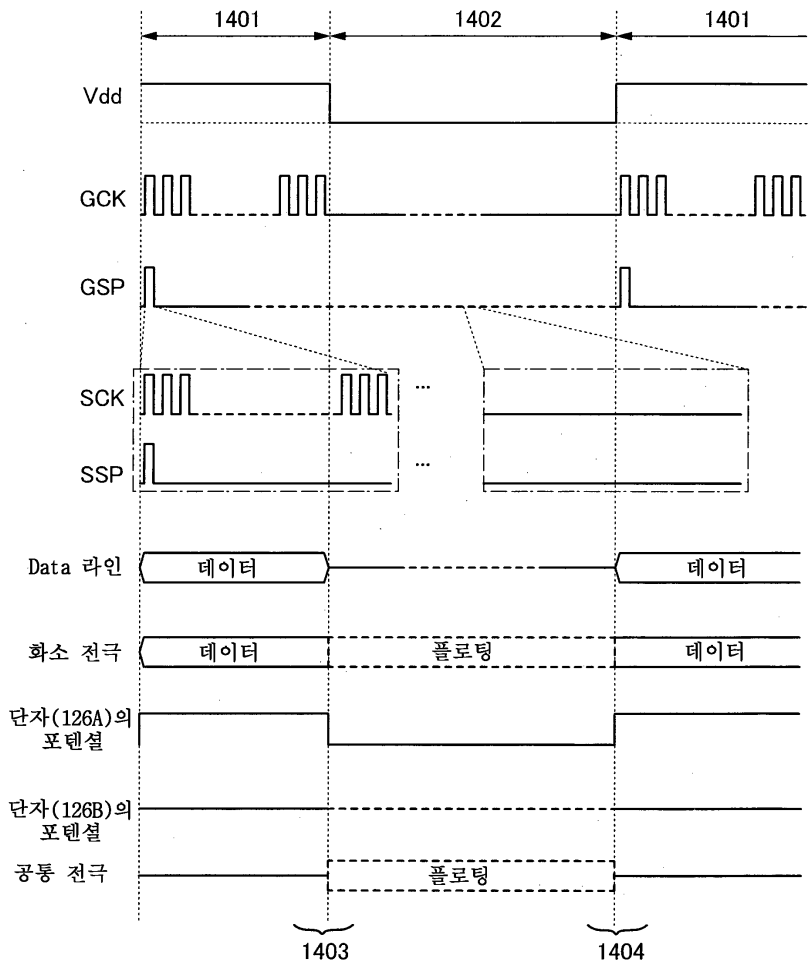 1401
1402
1401
Vdd
GCK
GSP
SCK
...
SSP
...
Data 라인
데이터
데이터
화소 전극
데이터
플로팅
데이터
단자(126A)의
포텐셜
단자(126B)의
포텐셜
공통 전극
플로팅
1403
1404